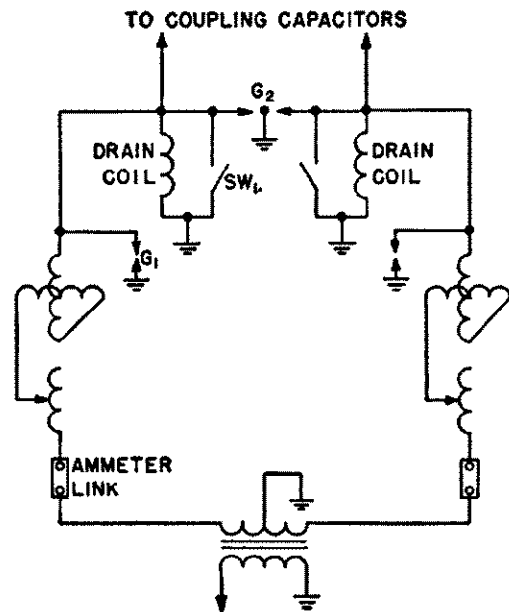 TO COUPLING CAPACITORS
G₂
DRAIN COIL
SW₁
DRAIN COIL
G₁
AMMETER LINK